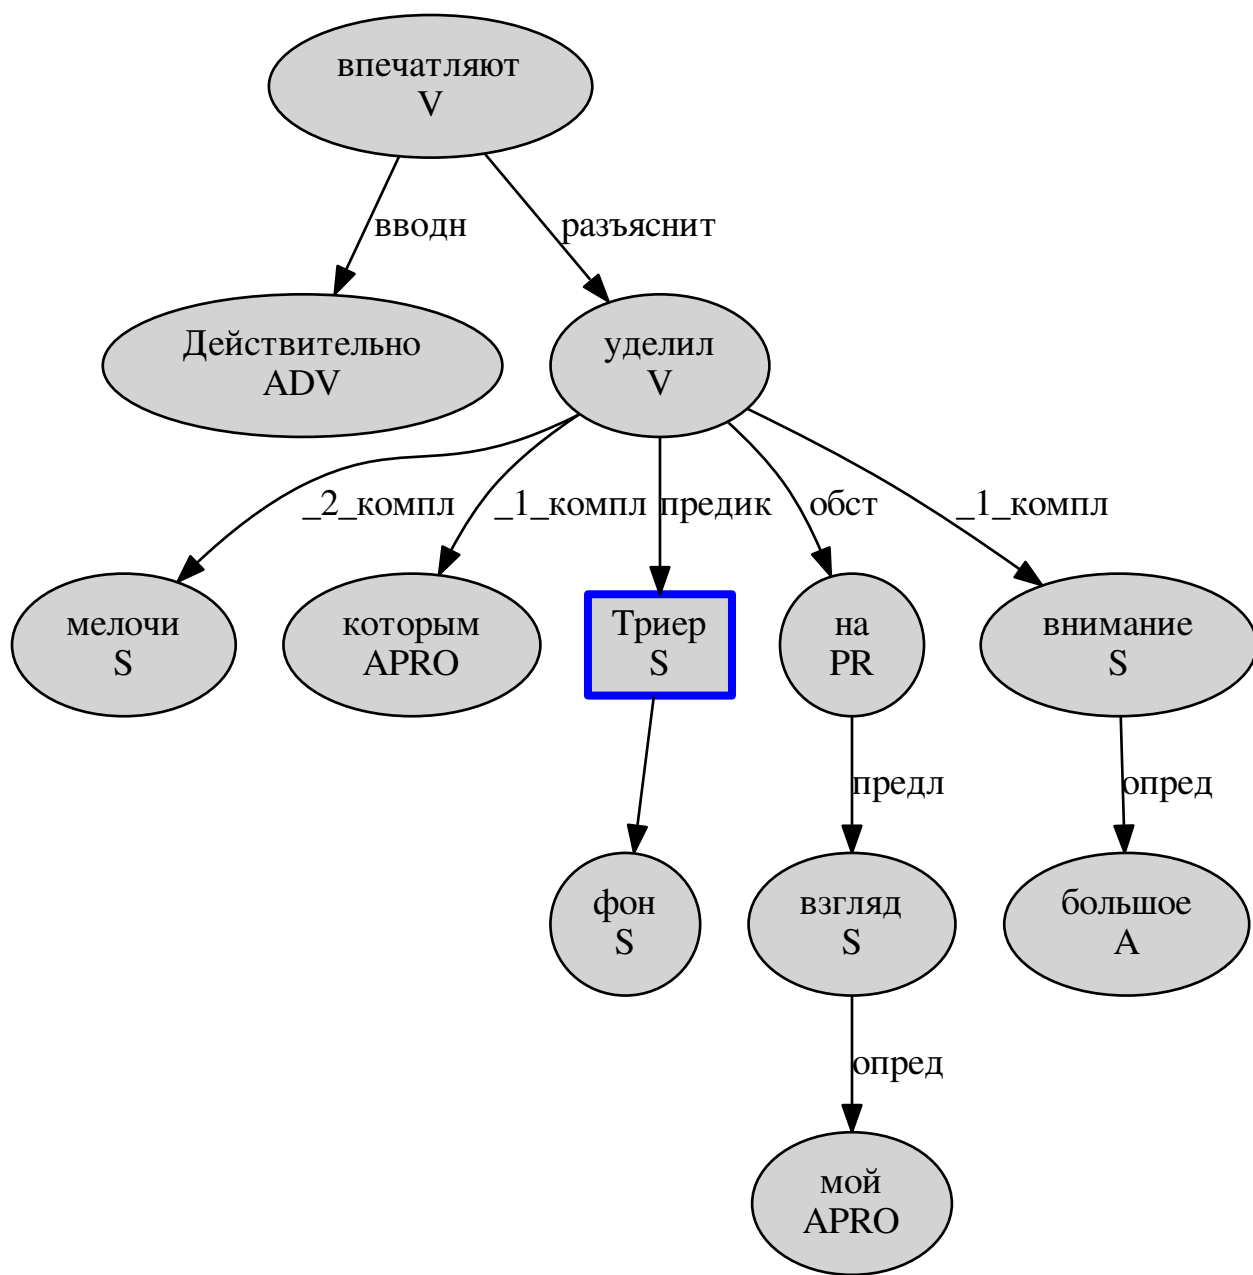 впечатляют
V
вводн
разъяснит
Действительно
ADV
уделил
V
_2_компл
_1_компл
предик
обст
_1_компл
мелочи
S
которым
APRO
Триер
S
на
PR
внимание
S
предл
опред
фон
S
взгляд
S
большое
A
опред
мой
APRO